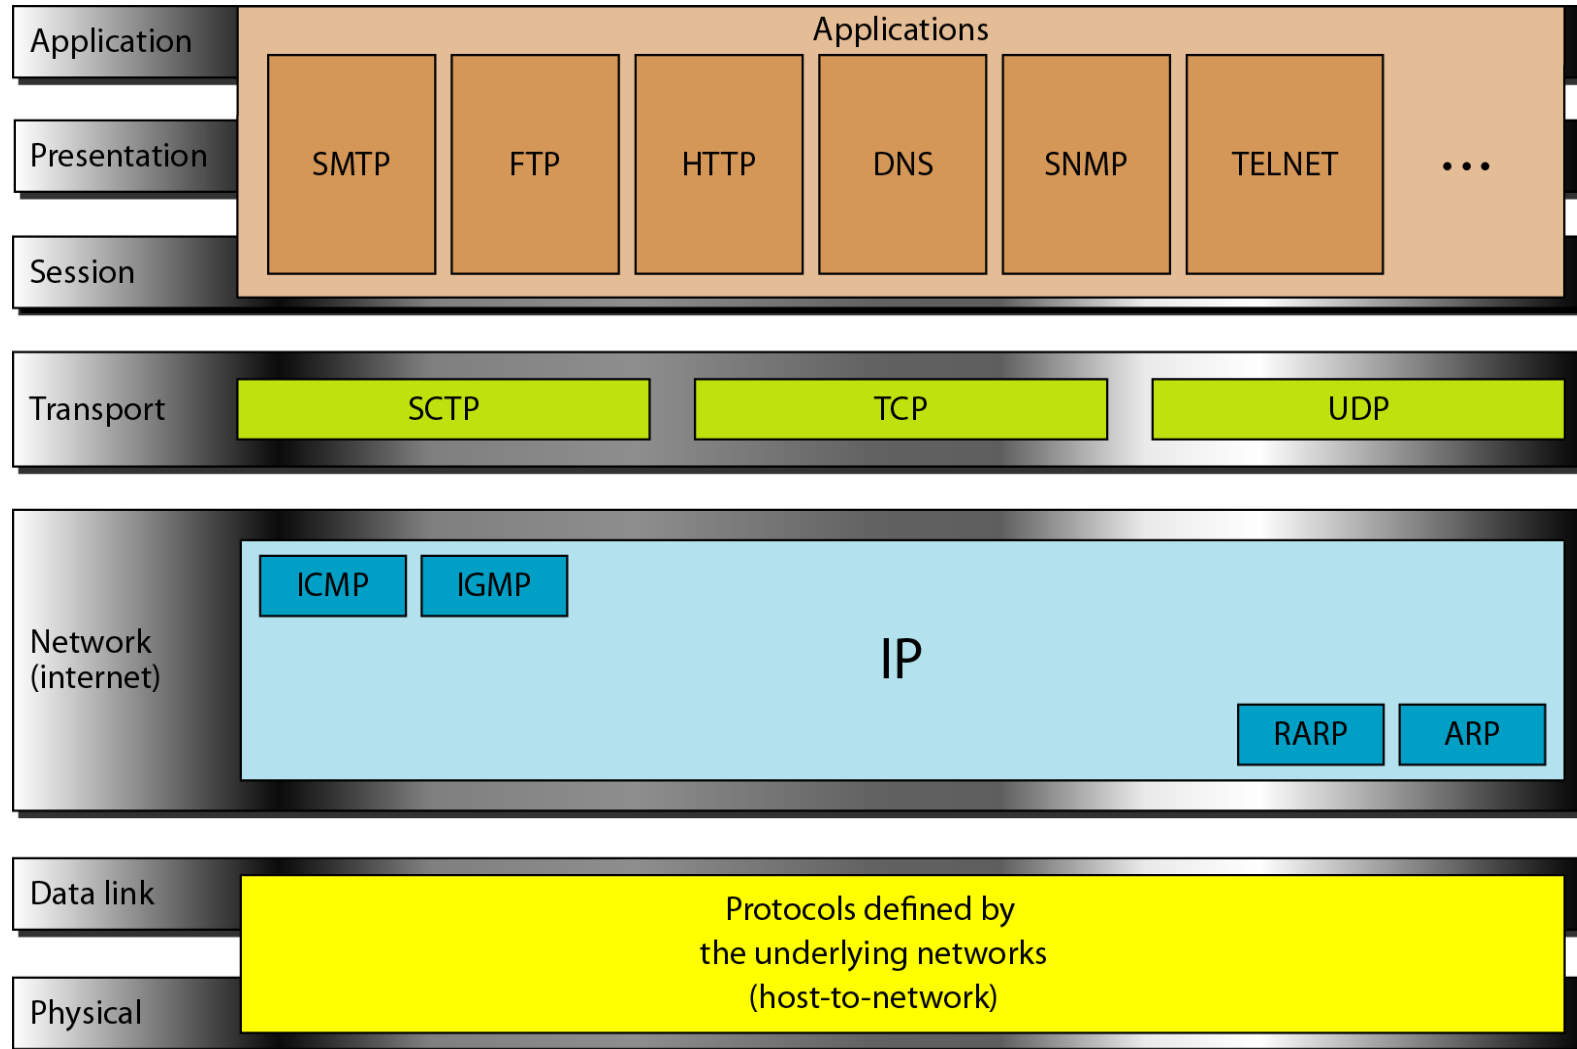 Application
Applications
Presentation
SMTP
FTP
HTTP
DNS
SNMP
TELNET
...
Session
Transport
SCTP
TCP
UDP
Network
(internet)
ICMP
IGMP
IP
RARP
ARP
Data link
Physical
Protocols defined by
the underlying networks
(host-to-network)